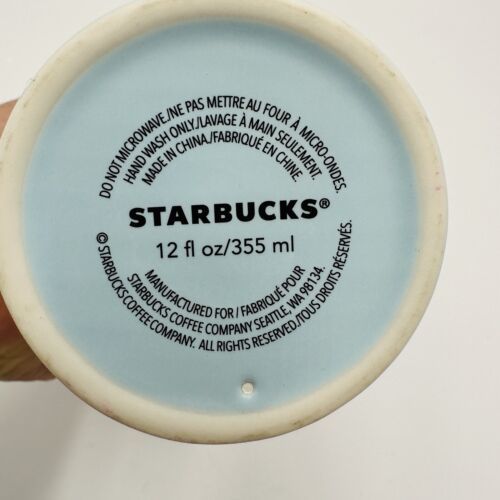 DO NOT MICROWAVE./NE PAS METTRE AU FOUR À MICRO-ONDES.
HAND WASH ONLY./LAVAGE À MAIN SEULEMENT.
MADE IN CHINA./FABRIQUÉ EN CHINE.
STARBUCKS®
12 fl oz/355 ml
MANUFACTURED FOR / FABRIQUÉ POUR
STARBUCKS COFFEE COMPANY SEATTLE, WA 98134.
© STARBUCKS COFFEE COMPANY. ALL RIGHTS RESERVED./TOUS DROITS RÉSERVÉS.